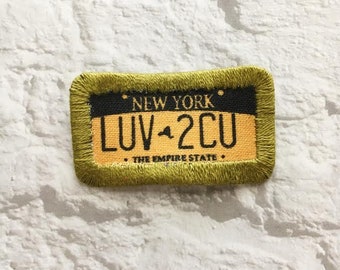 NEW YORK
LUV 2CU
THE EMPIRE STATE